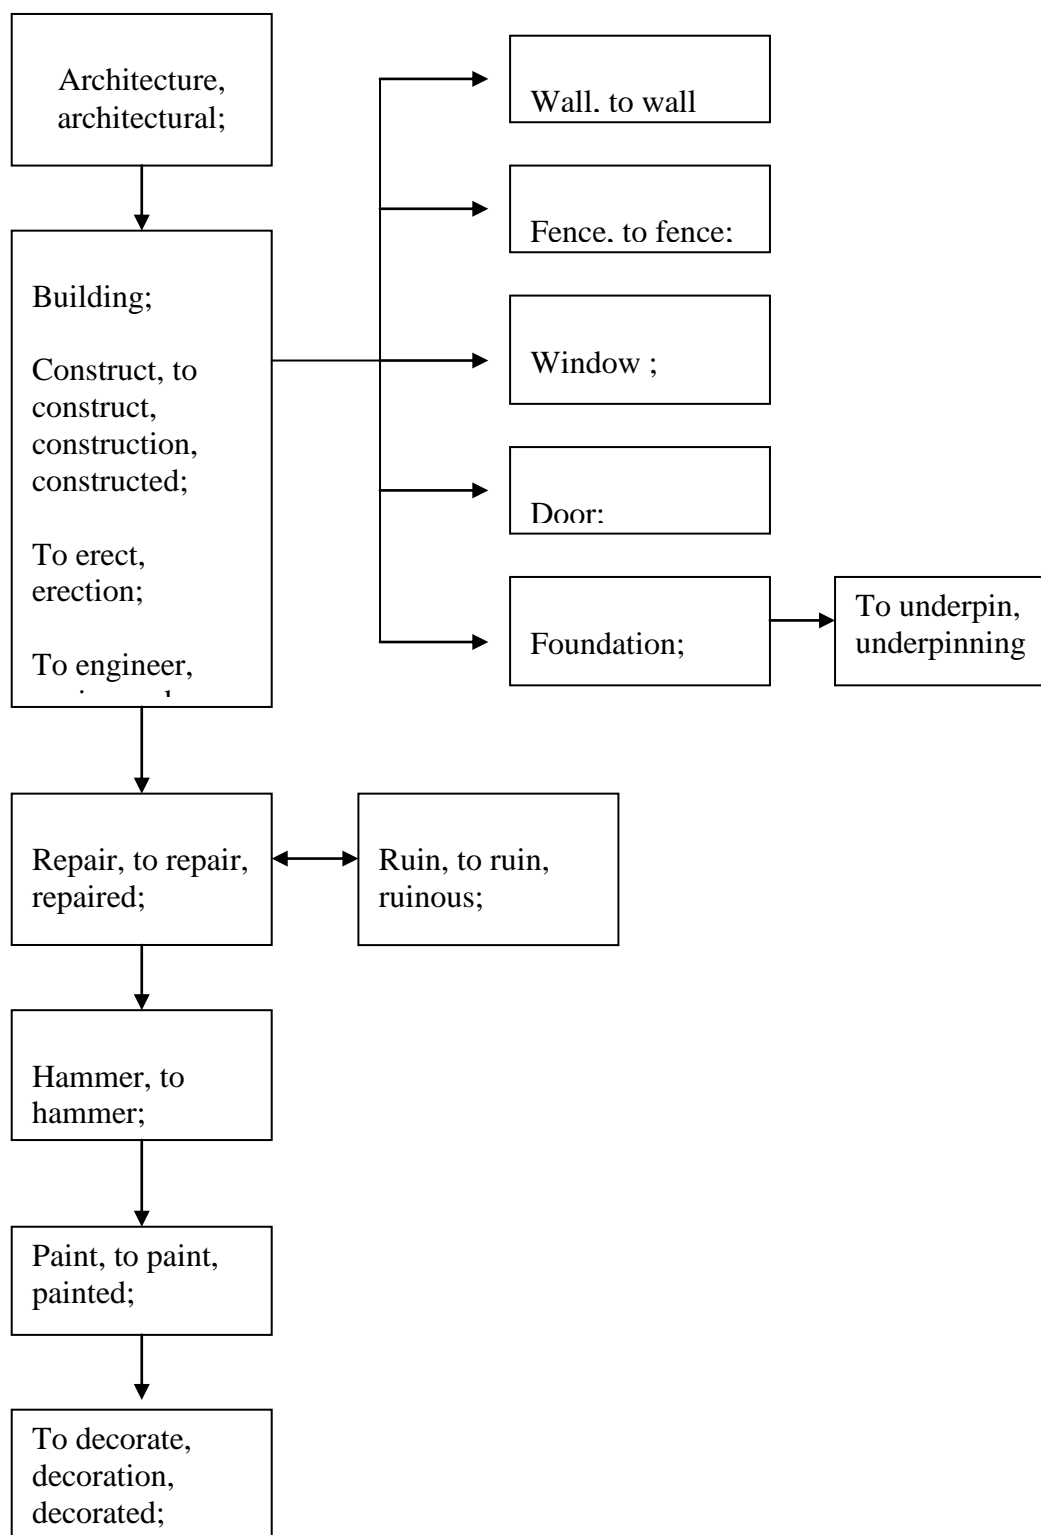 Architecture,
architectural;
Wall, to wall
Fence, to fence;
Building;
Construct, to
construct,
construction,
constructed;
To erect,
erection;
To engineer,
Window ;
Door;
Foundation;
To underpin,
underpinning
Repair, to repair,
repaired;
Ruin, to ruin,
ruinous;
Hammer, to
hammer;
Paint, to paint,
painted;
To decorate,
decoration,
decorated;